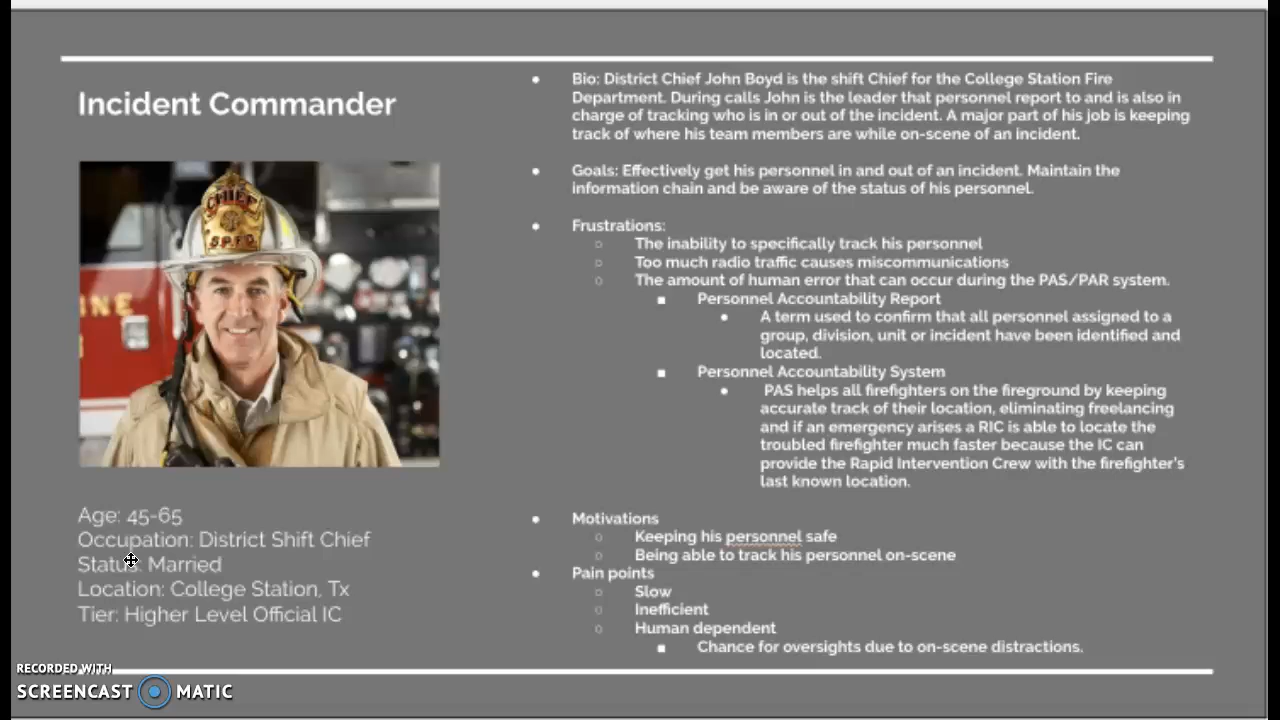 Incident Commander
CHIEF
S.P.F.D.
Age: 45-65
Occupation: District Shift Chief
Status: Married
Location: College Station, Tx
Tier: Higher Level Official IC
Bio: District Chief John Boyd is the shift Chief for the College Station Fire
Department. During calls John is the leader that personnel report to and is also in
charge of tracking who is in or out of the incident. A major part of his job is keeping
track of where his team members are while on-scene of an incident.
Goals: Effectively get his personnel in and out of an incident. Maintain the
information chain and be aware of the status of his personnel.
Frustrations:
The inability to specifically track his personnel
Too much radio traffic causes miscommunications
The amount of human error that can occur during the PAS/PAR system.
Personnel Accountability Report
A term used to confirm that all personnel assigned to a
group, division, unit or incident have been identified and
located.
Personnel Accountability System
PAS helps all firefighters on the fireground by keeping
accurate track of their location, eliminating freelancing
and if an emergency arises a RIC is able to locate the
troubled firefighter much faster because the IC can
provide the Rapid Intervention Crew with the firefighter's
last known location.
Motivations
Keeping his personnel safe
Being able to track his personnel on-scene
Pain points
Slow
Inefficient
Human dependent
Chance for oversights due to on-scene distractions.
RECORDED WITH
SCREENCAST MATIC